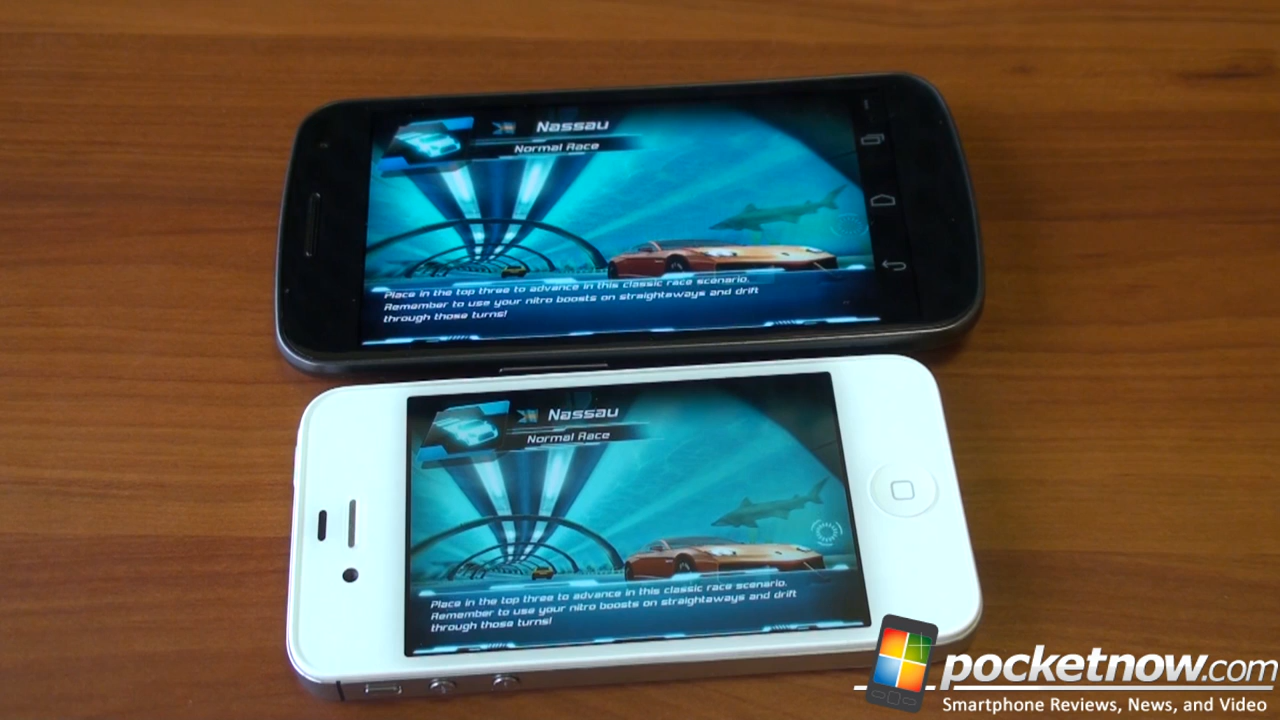 Nassau
Normal Race
Place in the top three to advance in this classic race scenario.
Remember to use your nitro boosts on straightaways and drift
through those turns!
Nassau
Normal Race
Place in the top three to advance in this classic race scenario.
Remember to use your nitro boosts on straightaways and drift
through those turns!
pocketnow.com
Smartphone Reviews, News, and Video